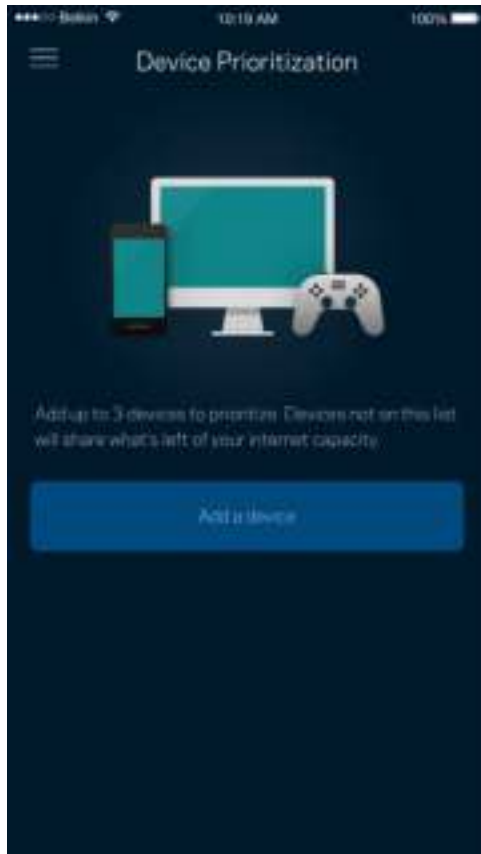 Belkin 10:19 AM 100%
Device Prioritization
Add up to 3 devices to prioritize. Devices not on this list
will share what's left of your internet capacity.
Add a device